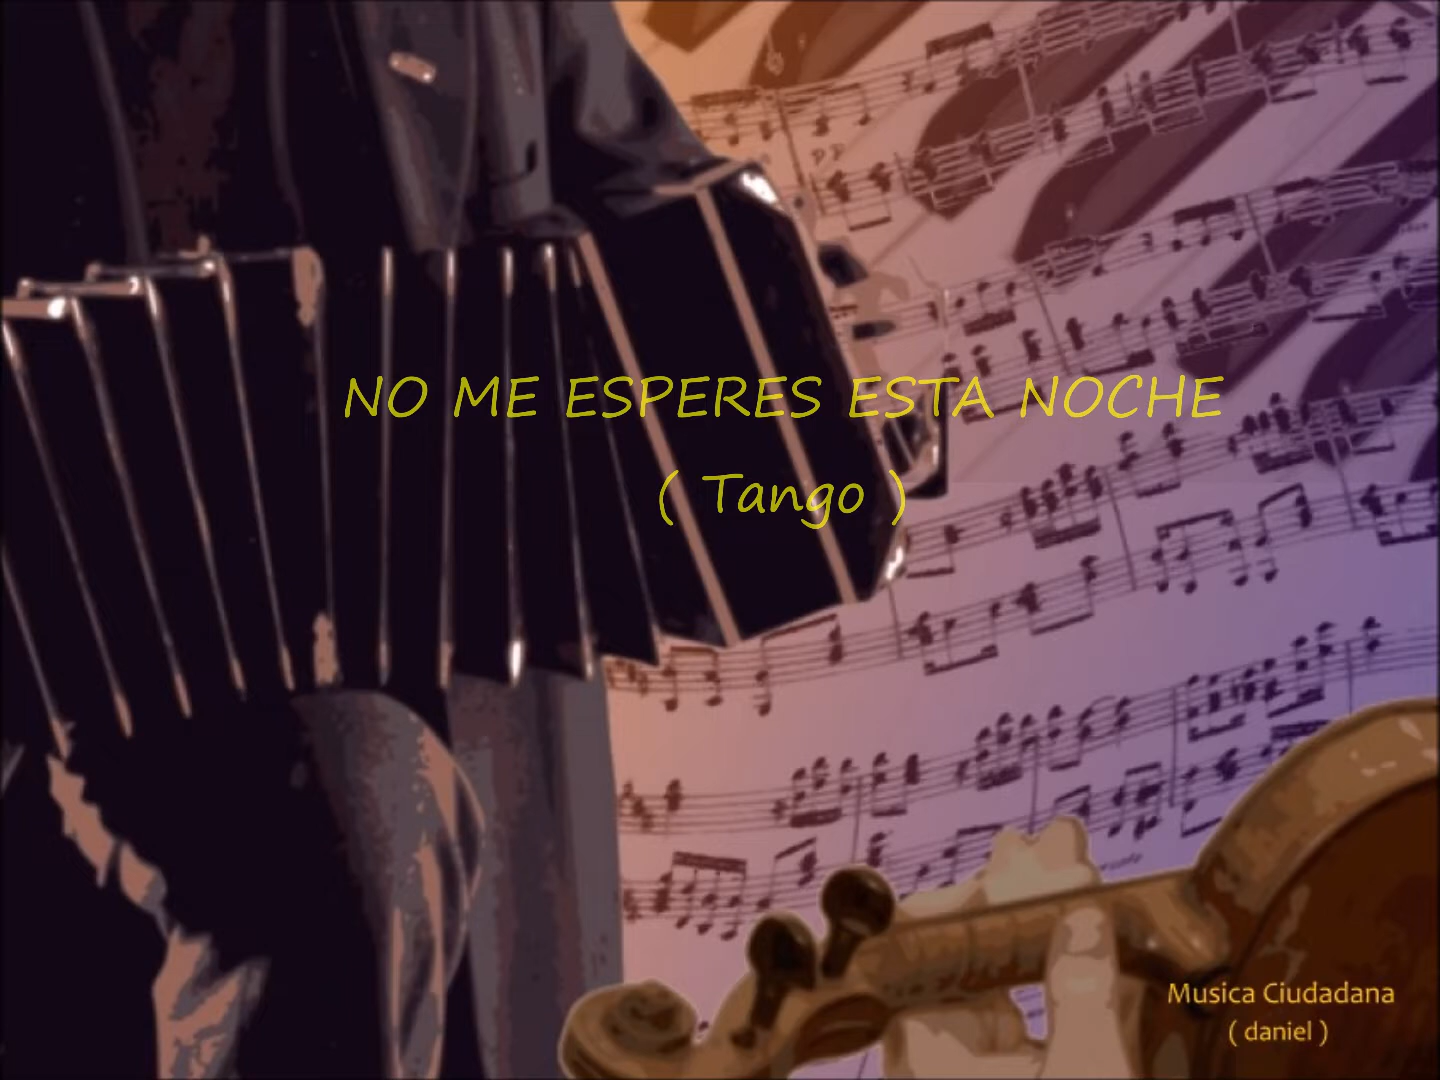 NO ME ESPERES ESTA NOCHE
( Tango )
Musica Ciudadana
( daniel )